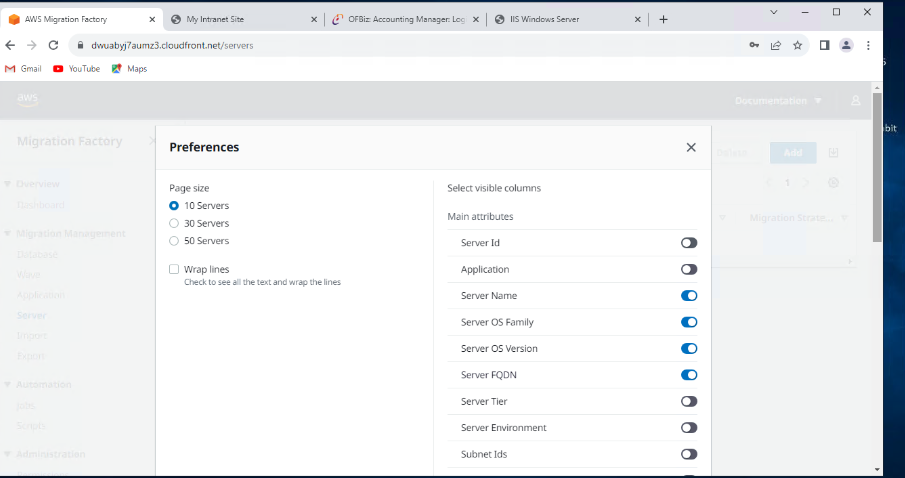 AWS Migration Factory
My Intranet Site
OFBiz: Accounting Manager: Log
IIS Windows Server
dwuabyj7aumz3.cloudfront.net/servers
Gmail
YouTube
Maps
aws
Documentation
Migration Factory
Preferences
Add
Page size
10 Servers
30 Servers
50 Servers
Wrap lines
Check to see all the text and wrap the lines
Select visible columns
Main attributes
Server Id
Application
Server Name
Server OS Family
Server OS Version
Server FQDN
Server Tier
Server Environment
Subnet Ids
1
Migration Strate...
Overview
Dashboard
Migration Management
Database
Wave
Application
Server
Import
Export
Automation
Jobs
Scripts
Administration